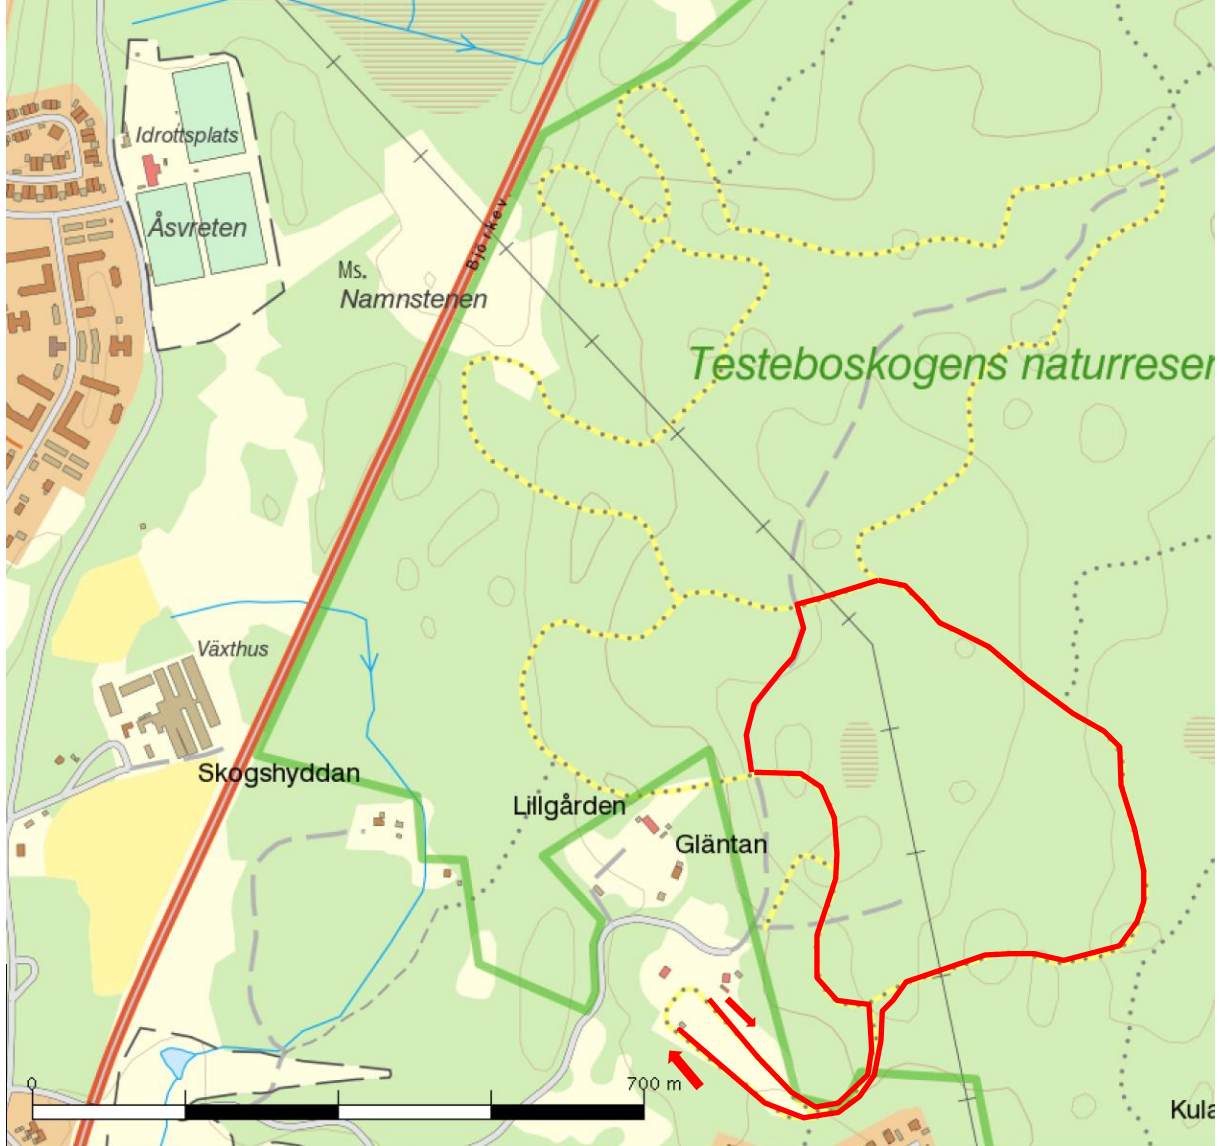 Idrottsplats
Åsvreten
Björkev.
Ms.
Namnstenen
Testeboskogens naturreser
Växthus
Skogshyddan
Lillgården
Gläntan
0
700 m
Kula